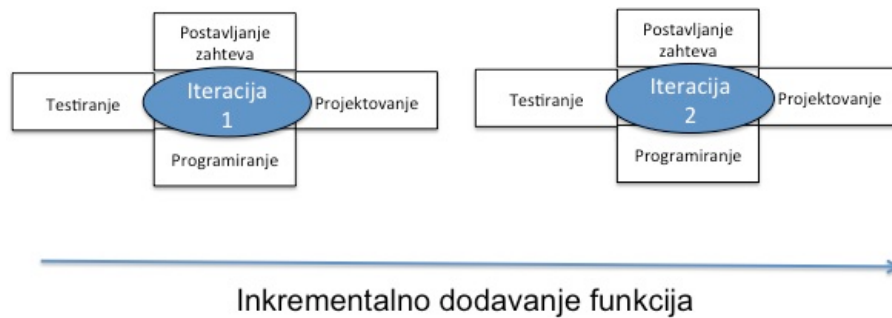 Postavljanje
zahteva
Testiranje
Iteracija
1
Projektovanje
Programiranje
Postavljanje
zahteva
Testiranje
Iteracija
2
Projektovanje
Programiranje
Inkrementalno dodavanje funkcija